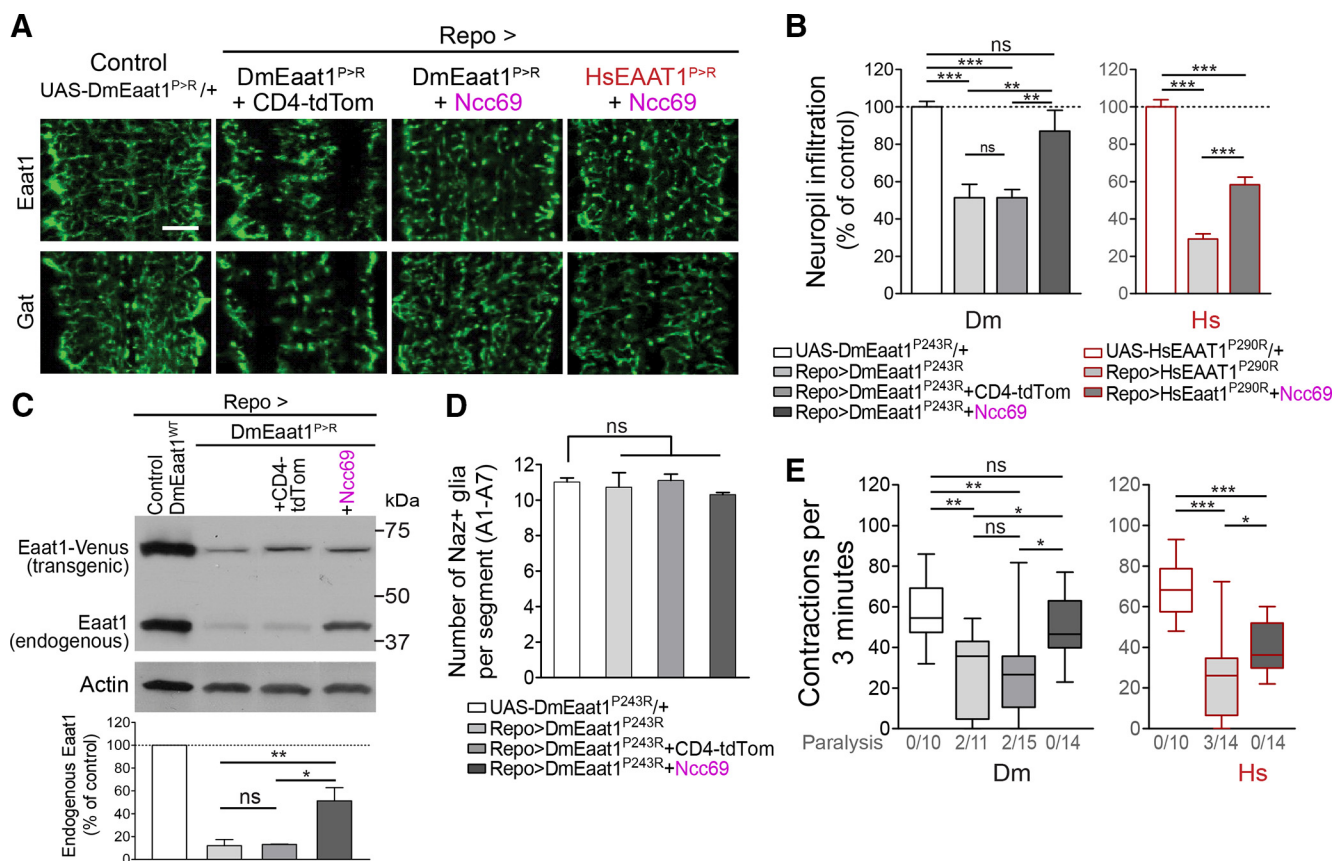 A
Repo >
Control
UAS-DmEaat1P>R/+
DmEaat1P>R
+ CD4-tdTom
DmEaat1P>R
+ Ncc69
HsEAAT1P>R
+ Ncc69
Eaat1
Gat
B
Neuropil infiltration
(% of control)
120
100
80
60
40
20
0
ns
***
***
**
**
ns
Dm
120
100
80
60
40
20
0
***
***
***
Hs
UAS-DmEaat1P243R/+
Repo>DmEaat1P243R
Repo>DmEaat1P243R+CD4-tdTom
Repo>DmEaat1P243R+Ncc69
UAS-HsEAAT1P290R/+
Repo>HsEAAT1P290R
Repo>HsEaat1P290R+Ncc69
C
Repo >
DmEaat1P>R
Control
DmEaat1WT
+CD4-
tdTom
+Ncc69
kDa
75
50
37
Eaat1-Venus
(transgenic)
Eaat1
(endogenous)
Actin
Endogenous Eaat1
(% of control)
120
100
80
60
40
20
0
**
*
ns
D
Number of Naz+ glia
per segment (A1-A7)
12
10
8
6
4
2
0
ns
UAS-DmEaat1P243R/+
Repo>DmEaat1P243R
Repo>DmEaat1P243R+CD4-tdTom
Repo>DmEaat1P243R+Ncc69
E
Contractions per
3 minutes
120
100
80
60
40
20
0
ns
**
**
*
ns
*
Paralysis 0/10 2/11 2/15 0/14
Dm
120
100
80
60
40
20
0
***
***
*
0/10 3/14 0/14
Hs